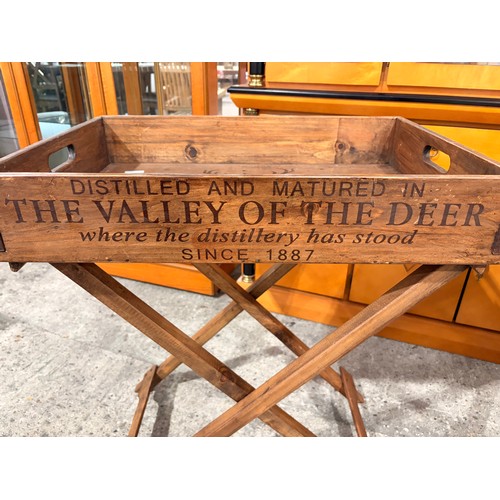 DISTILLED AND MATURED IN
THE VALLEY OF THE DEER
where the distillery has stood
SINCE 1887